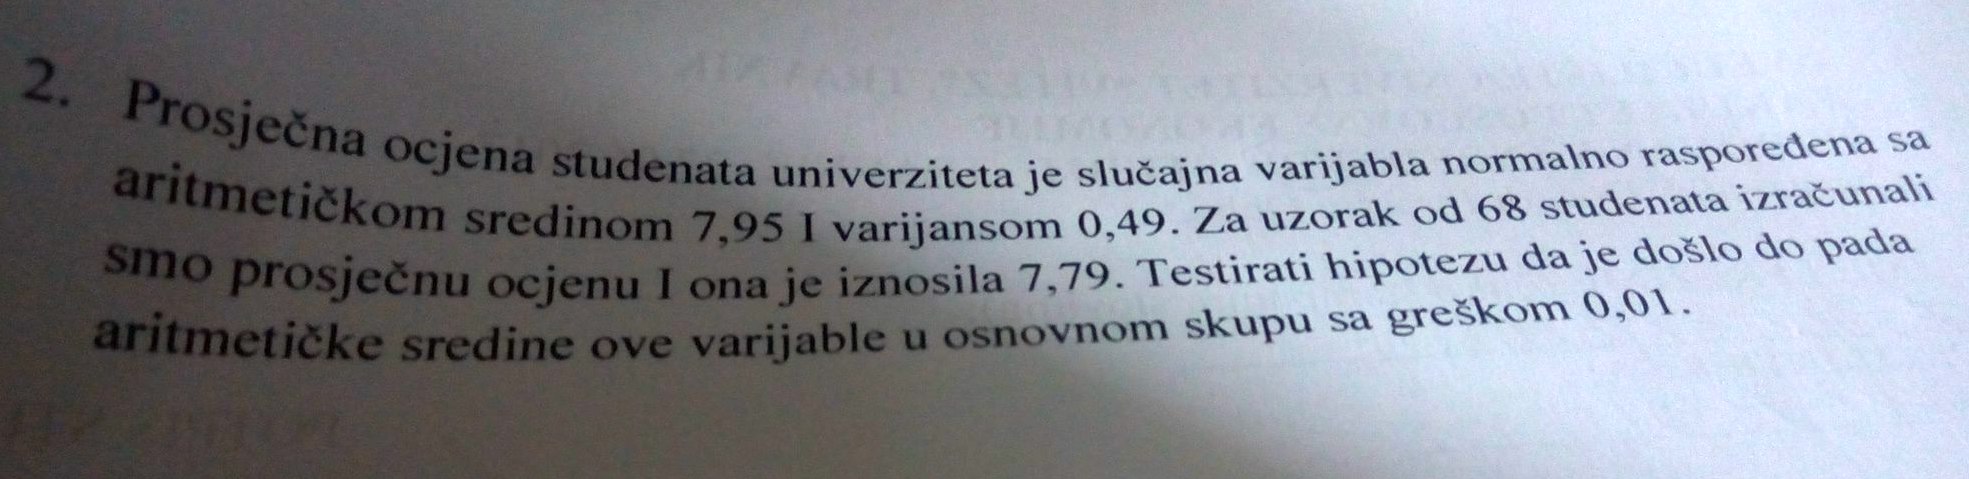 2. Prosječna ocjena studenata univerziteta je slučajna varijabla normalno raspoređena sa
aritmetičkom sredinom 7,95 I varijansom 0,49. Za uzorak od 68 studenata izračunali
smo prosječnu ocjenu I ona je iznosila 7,79. Testirati hipotezu da je došlo do pada
aritmetičke sredine ove varijable u osnovnom skupu sa greškom 0,01.